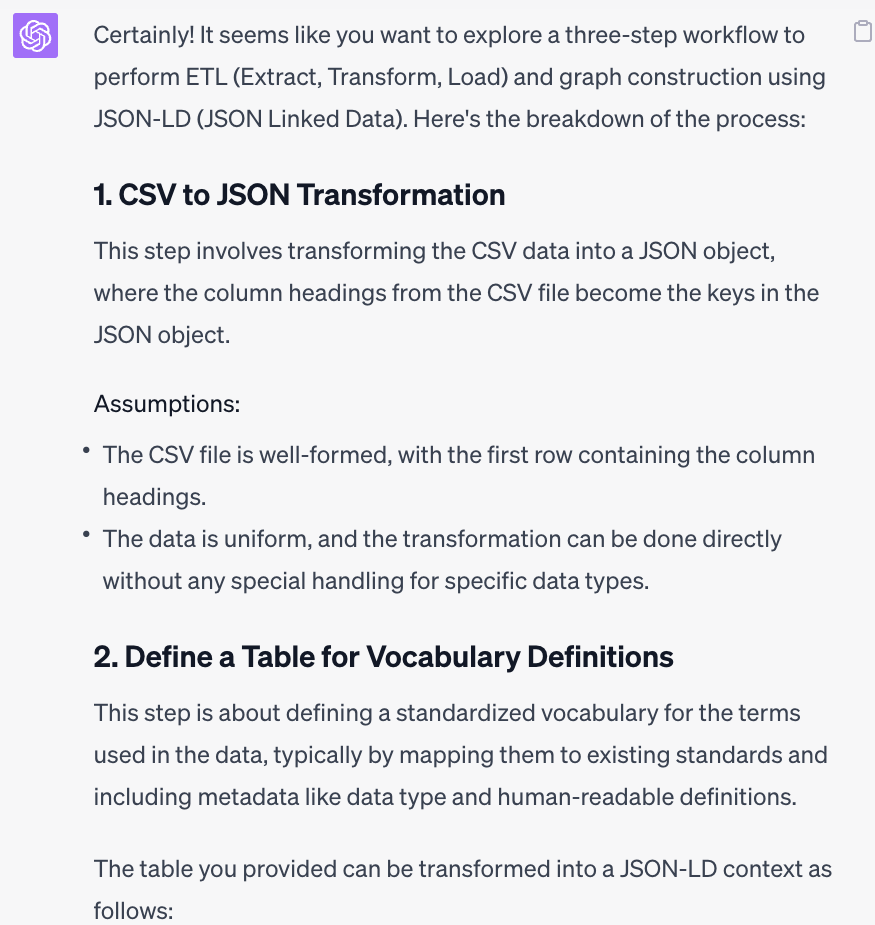 Certainly! It seems like you want to explore a three-step workflow to
perform ETL (Extract, Transform, Load) and graph construction using
JSON-LD (JSON Linked Data). Here's the breakdown of the process:
1. CSV to JSON Transformation
This step involves transforming the CSV data into a JSON object,
where the column headings from the CSV file become the keys in the
JSON object.
Assumptions:
• The CSV file is well-formed, with the first row containing the column
headings.
• The data is uniform, and the transformation can be done directly
without any special handling for specific data types.
2. Define a Table for Vocabulary Definitions
This step is about defining a standardized vocabulary for the terms
used in the data, typically by mapping them to existing standards and
including metadata like data type and human-readable definitions.
The table you provided can be transformed into a JSON-LD context as
follows: